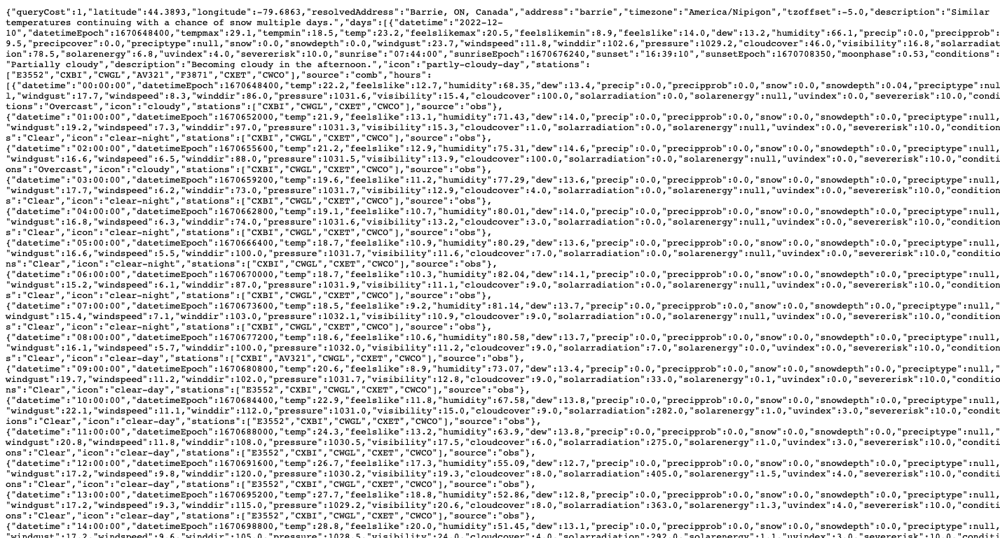 {"queryCost":1,"latitude":44.3893,"longitude":-79.6863,"resolvedAddress":"Barrie, ON, Canada","address":"barrie","timezone":"America/Nipigon","tzoffset":-5.0,"description":"Similar
temperatures continuing with a chance of snow multiple days.","days":[{"datetime":"2022-12-
10","datetimeEpoch":1670648400,"tempmax":29.1,"tempmin":18.5,"temp":23.2,"feelslikemax":20.5,"feelslikemin":8.9,"feelslike":14.0,"dew":13.2,"humidity":66.1,"precip":0.0,"precipprob":
9.5,"precipcover":0.0,"preciptype":null,"snow":0.0,"snowdepth":0.0,"windgust":23.7,"windspeed":11.8,"winddir":102.6,"pressure":1029.2,"cloudcover":46.0,"visibility":16.8,"solarradiat
ion":78.5,"solarenergy":6.8,"uvindex":4.0,"severerisk":10.0,"sunrise":"07:44:00","sunriseEpoch":1670676240,"sunset":"16:39:10","sunsetEpoch":1670708350,"moonphase":0.53,"conditions":
"Partially cloudy","description":"Becoming cloudy in the afternoon.","icon":"partly-cloudy-day","stations":
["E3552","CXBI","CWGL","AV321","F3871","CXET","CWCO"],"source":"comb","hours":
[{"datetime":"00:00:00","datetimeEpoch":1670648400,"temp":22.2,"feelslike":12.7,"humidity":68.35,"dew":13.4,"precip":0.0,"precipprob":0.0,"snow":0.0,"snowdepth":0.04,"preciptype":nul
l,"windgust":17.7,"windspeed":8.3,"winddir":86.0,"pressure":1031.6,"visibility":15.4,"cloudcover":100.0,"solarradiation":0.0,"solarenergy":null,"uvindex":0.0,"severerisk":10.0,"condi
tions":"Overcast","icon":"cloudy","stations":["CXBI","CWGL","CXET","CWCO"],"source":"obs"},
{"datetime":"01:00:00","datetimeEpoch":1670652000,"temp":21.9,"feelslike":13.1,"humidity":71.43,"dew":14.0,"precip":0.0,"precipprob":0.0,"snow":0.0,"snowdepth":0.0,"preciptype":null,
"windgust":19.2,"windspeed":7.3,"winddir":97.0,"pressure":1031.3,"visibility":15.3,"cloudcover":1.0,"solarradiation":0.0,"solarenergy":null,"uvindex":0.0,"severerisk":10.0,"condition
s":"Clear","icon":"clear-night","stations":["CXBI","CWGL","CXET","CWCO"],"source":"obs"},
{"datetime":"02:00:00","datetimeEpoch":1670655600,"temp":21.2,"feelslike":12.9,"humidity":75.31,"dew":14.6,"precip":0.0,"precipprob":0.0,"snow":0.0,"snowdepth":0.0,"preciptype":null,
"windgust":16.6,"windspeed":6.5,"winddir":88.0,"pressure":1031.5,"visibility":13.9,"cloudcover":100.0,"solarradiation":0.0,"solarenergy":null,"uvindex":0.0,"severerisk":10.0,"conditi
ons":"Overcast","icon":"cloudy","stations":["CXBI","CWGL","CXET","CWCO"],"source":"obs"},
{"datetime":"03:00:00","datetimeEpoch":1670659200,"temp":19.6,"feelslike":11.2,"humidity":77.29,"dew":13.6,"precip":0.0,"precipprob":0.0,"snow":0.0,"snowdepth":0.0,"preciptype":null,
"windgust":17.7,"windspeed":6.2,"winddir":73.0,"pressure":1031.7,"visibility":12.9,"cloudcover":4.0,"solarradiation":0.0,"solarenergy":null,"uvindex":0.0,"severerisk":10.0,"condition
s":"Clear","icon":"clear-night","stations":["CXBI","CWGL","CXET","CWCO"],"source":"obs"},
{"datetime":"04:00:00","datetimeEpoch":1670662800,"temp":19.1,"feelslike":10.7,"humidity":80.01,"dew":14.0,"precip":0.0,"precipprob":0.0,"snow":0.0,"snowdepth":0.0,"preciptype":null,
"windgust":16.8,"windspeed":6.3,"winddir":74.0,"pressure":1031.6,"visibility":13.2,"cloudcover":3.0,"solarradiation":0.0,"solarenergy":null,"uvindex":0.0,"severerisk":10.0,"condition
s":"Clear","icon":"clear-night","stations":["CXBI","CWGL","CXET","CWCO"],"source":"obs"},
{"datetime":"05:00:00","datetimeEpoch":1670666400,"temp":18.7,"feelslike":10.9,"humidity":80.29,"dew":13.6,"precip":0.0,"precipprob":0.0,"snow":0.0,"snowdepth":0.0,"preciptype":null,
"windgust":16.6,"windspeed":5.5,"winddir":100.0,"pressure":1031.7,"visibility":11.6,"cloudcover":7.0,"solarradiation":0.0,"solarenergy":null,"uvindex":0.0,"severerisk":10.0,"conditio
ns":"Clear","icon":"clear-night","stations":["CXBI","CWGL","CXET","CWCO"],"source":"obs"},
{"datetime":"06:00:00","datetimeEpoch":1670670000,"temp":18.7,"feelslike":10.3,"humidity":82.04,"dew":14.1,"precip":0.0,"precipprob":0.0,"snow":0.0,"snowdepth":0.0,"preciptype":null,
"windgust":15.2,"windspeed":6.1,"winddir":87.0,"pressure":1031.9,"visibility":11.1,"cloudcover":9.0,"solarradiation":0.0,"solarenergy":null,"uvindex":0.0,"severerisk":10.0,"condition
s":"Clear","icon":"clear-night","stations":["CXBI","CWGL","CXET","CWCO"],"source":"obs"},
{"datetime":"07:00:00","datetimeEpoch":1670673600,"temp":18.5,"feelslike":9.2,"humidity":81.14,"dew":13.7,"precip":0.0,"precipprob":0.0,"snow":0.0,"snowdepth":0.0,"preciptype":null,"
windgust":15.4,"windspeed":7.1,"winddir":103.0,"pressure":1032.1,"visibility":10.9,"cloudcover":9.0,"solarradiation":0.0,"solarenergy":null,"uvindex":0.0,"severerisk":10.0,"condition
s":"Clear","icon":"clear-night","stations":["CXBI","CWGL","CXET","CWCO"],"source":"obs"},
{"datetime":"08:00:00","datetimeEpoch":1670677200,"temp":18.6,"feelslike":10.6,"humidity":80.58,"dew":13.7,"precip":0.0,"precipprob":0.0,"snow":0.0,"snowdepth":0.0,"preciptype":null,
"windgust":16.1,"windspeed":5.7,"winddir":100.0,"pressure":1032.0,"visibility":11.2,"cloudcover":9.0,"solarradiation":7.0,"solarenergy":0.0,"uvindex":0.0,"severerisk":10.0,"condition
s":"Clear","icon":"clear-day","stations":["CXBI","AV321","CWGL","CXET","CWCO"],"source":"obs"},
{"datetime":"09:00:00","datetimeEpoch":1670680800,"temp":20.6,"feelslike":8.9,"humidity":73.07,"dew":13.4,"precip":0.0,"precipprob":0.0,"snow":0.0,"snowdepth":0.0,"preciptype":null,"
windgust":19.7,"windspeed":11.2,"winddir":102.0,"pressure":1031.7,"visibility":12.8,"cloudcover":9.0,"solarradiation":33.0,"solarenergy":0.1,"uvindex":0.0,"severerisk":10.0,"conditio
ns":"Clear","icon":"clear-day","stations":["E3552","CXBI","CWGL","CXET","CWCO"],"source":"obs"},
{"datetime":"10:00:00","datetimeEpoch":1670684400,"temp":22.9,"feelslike":11.8,"humidity":67.58,"dew":13.8,"precip":0.0,"precipprob":0.0,"snow":0.0,"snowdepth":0.0,"preciptype":null,
"windgust":22.1,"windspeed":11.1,"winddir":112.0,"pressure":1031.0,"visibility":15.0,"cloudcover":9.0,"solarradiation":282.0,"solarenergy":1.0,"uvindex":3.0,"severerisk":10.0,"condit
ions":"Clear","icon":"clear-day","stations":["E3552","CXBI","CWGL","CXET","CWCO"],"source":"obs"},
{"datetime":"11:00:00","datetimeEpoch":1670688000,"temp":24.3,"feelslike":13.2,"humidity":63.9,"dew":13.8,"precip":0.0,"precipprob":0.0,"snow":0.0,"snowdepth":0.0,"preciptype":null,"
windgust":20.8,"windspeed":11.8,"winddir":108.0,"pressure":1030.5,"visibility":17.5,"cloudcover":6.0,"solarradiation":275.0,"solarenergy":1.0,"uvindex":3.0,"severerisk":10.0,"conditi
ons":"Clear","icon":"clear-day","stations":["E3552","CXBI","CWGL","CXET","CWCO"],"source":"obs"},
{"datetime":"12:00:00","datetimeEpoch":1670691600,"temp":26.7,"feelslike":17.3,"humidity":55.09,"dew":12.7,"precip":0.0,"precipprob":0.0,"snow":0.0,"snowdepth":0.0,"preciptype":null,
"windgust":17.2,"windspeed":9.8,"winddir":120.0,"pressure":1030.2,"visibility":19.3,"cloudcover":8.0,"solarradiation":405.0,"solarenergy":1.5,"uvindex":4.0,"severerisk":10.0,"conditi
ons":"Clear","icon":"clear-day","stations":["E3552","CXBI","CWGL","CXET","CWCO"],"source":"obs"},
{"datetime":"13:00:00","datetimeEpoch":1670695200,"temp":27.7,"feelslike":18.8,"humidity":52.86,"dew":12.8,"precip":0.0,"precipprob":0.0,"snow":0.0,"snowdepth":0.0,"preciptype":null,
"windgust":17.2,"windspeed":9.3,"winddir":115.0,"pressure":1029.2,"visibility":20.6,"cloudcover":8.0,"solarradiation":363.0,"solarenergy":1.3,"uvindex":4.0,"severerisk":10.0,"conditi
ons":"Clear","icon":"clear-day","stations":["E3552","CXBI","CWGL","CXET","CWCO"],"source":"obs"},
{"datetime":"14:00:00","datetimeEpoch":1670698800,"temp":28.8,"feelslike":20.0,"humidity":51.45,"dew":13.1,"precip":0.0,"precipprob":0.0,"snow":0.0,"snowdepth":0.0,"preciptype":null,
"windgust":17.2,"windspeed":9.6,"winddir":105.0,"pressure":1028.5,"visibility":24.0,"cloudcover":4.0,"solarradiation":292.0,"solarenergy":1.1,"uvindex":3.0,"severerisk":10.0,"conditi